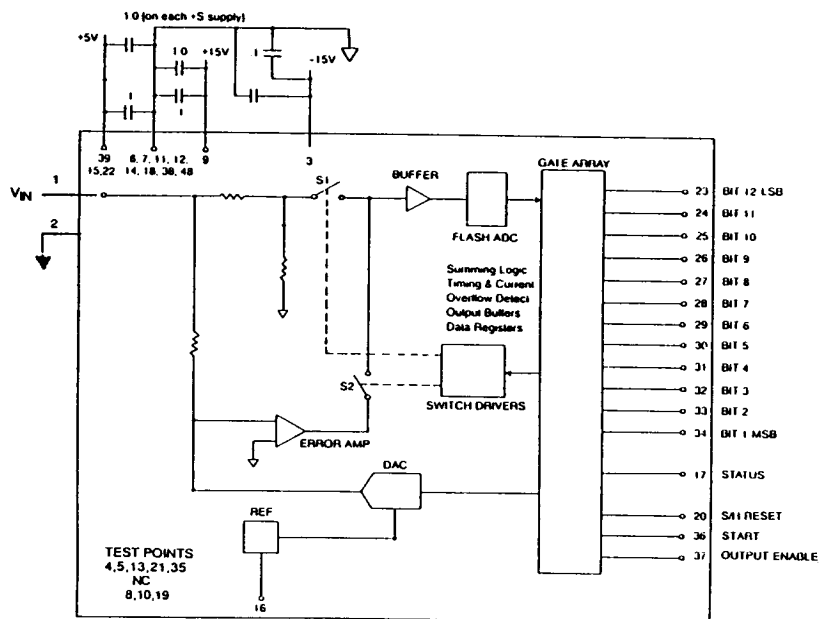 1 0 (on each +S supply)
+5V
1 0
+15V
.1
-15V
1
1
39
15,22
6, 7, 11, 12,
14, 18, 38, 48
9
3
1
VIN
2
S1
BUFFER
FLASH ADC
GATE ARRAY
Summing Logic
Timing & Current
Overflow Detect
Output Buffers
Data Registers
S2
SWITCH DRIVERS
ERROR AMP
DAC
REF
16
TEST POINTS
4,5,13,21,35
NC
8,10,19
23 BIT 12 LSB
24 BIT 11
25 BIT 10
26 BIT 9
27 BIT 8
28 BIT 7
29 BIT 6
30 BIT 5
31 BIT 4
32 BIT 3
33 BIT 2
34 BIT 1 MSB
17 STATUS
20 S/H RESET
36 START
37 OUTPUT ENABLE